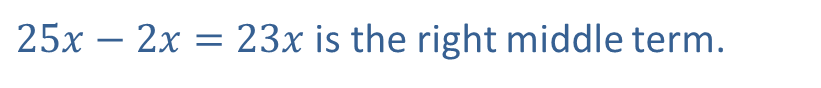 25x − 2x = 23x is the right middle term.